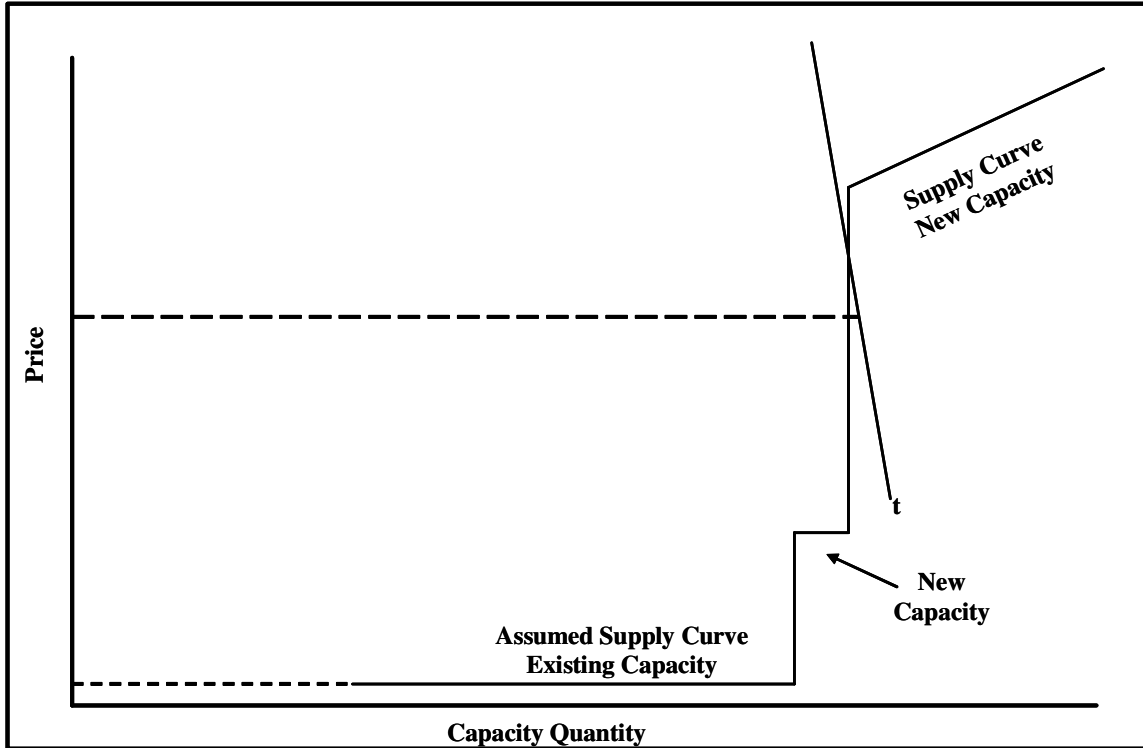 Supply Curve
New Capacity
Price
t
New
Capacity
Assumed Supply Curve
Existing Capacity
Capacity Quantity